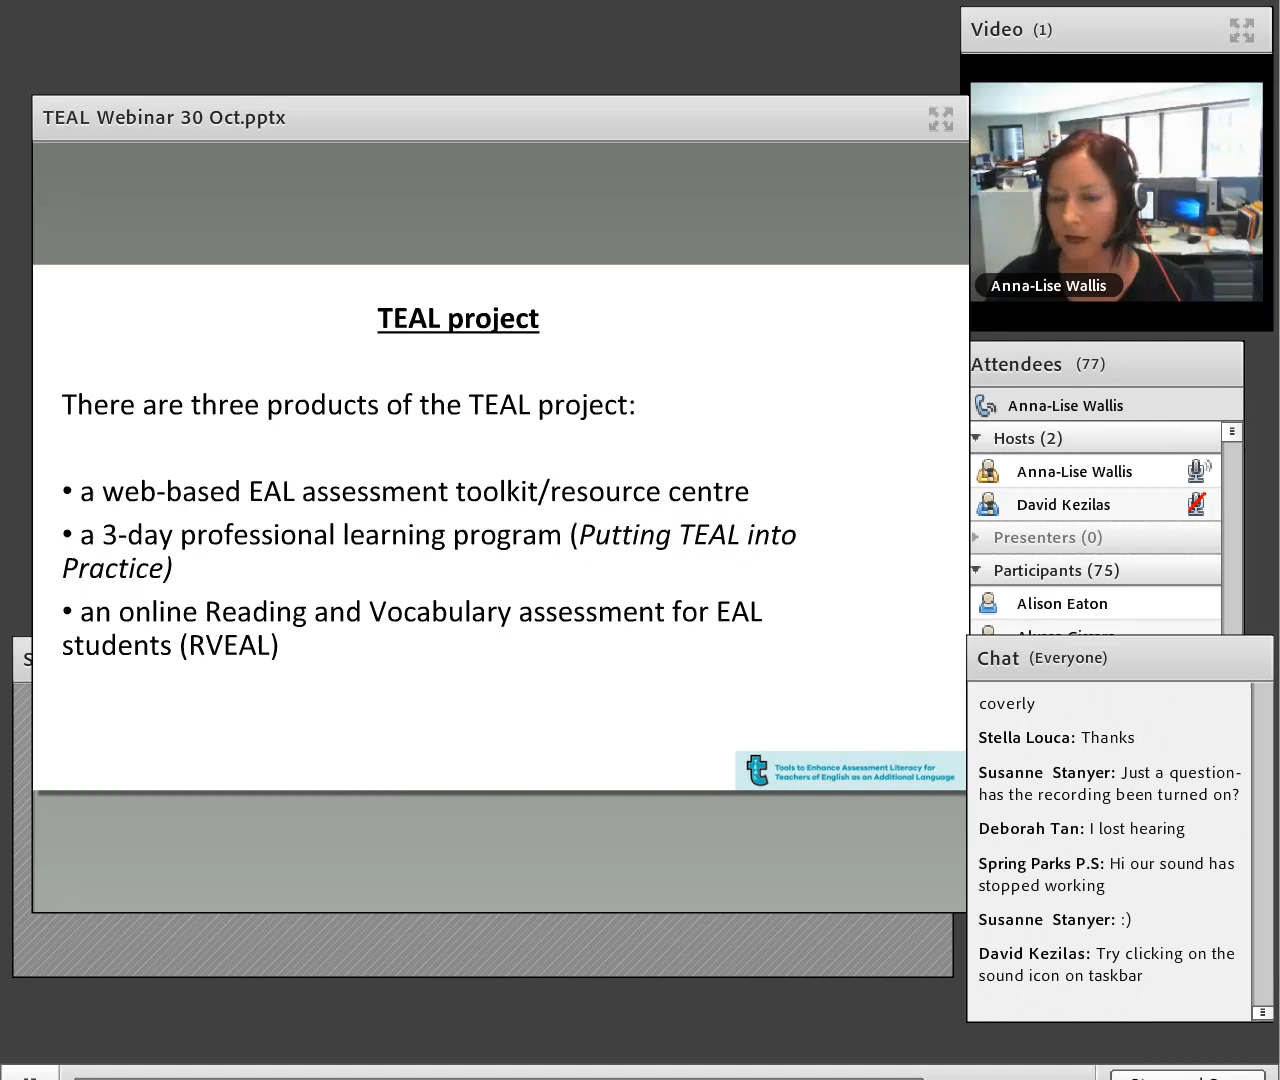 Video (1)
TEAL Webinar 30 Oct.pptx
Anna-Lise Wallis
TEAL project
There are three products of the TEAL project:
• a web-based EAL assessment toolkit/resource centre
• a 3-day professional learning program (Putting TEAL into
Practice)
• an online Reading and Vocabulary assessment for EAL
students (RVEAL)
Tools to Enhance Assessment Literacy for
Teachers of English as an Additional Language
Attendees (77)
Anna-Lise Wallis
Hosts (2)
Anna-Lise Wallis
David Kezilas
Presenters (0)
Participants (75)
Alison Eaton
Chat (Everyone)
coverly
Stella Louca: Thanks
Susanne Stanyer: Just a question-
has the recording been turned on?
Deborah Tan: I lost hearing
Spring Parks P.S: Hi our sound has
stopped working
Susanne Stanyer: :)
David Kezilas: Try clicking on the
sound icon on taskbar